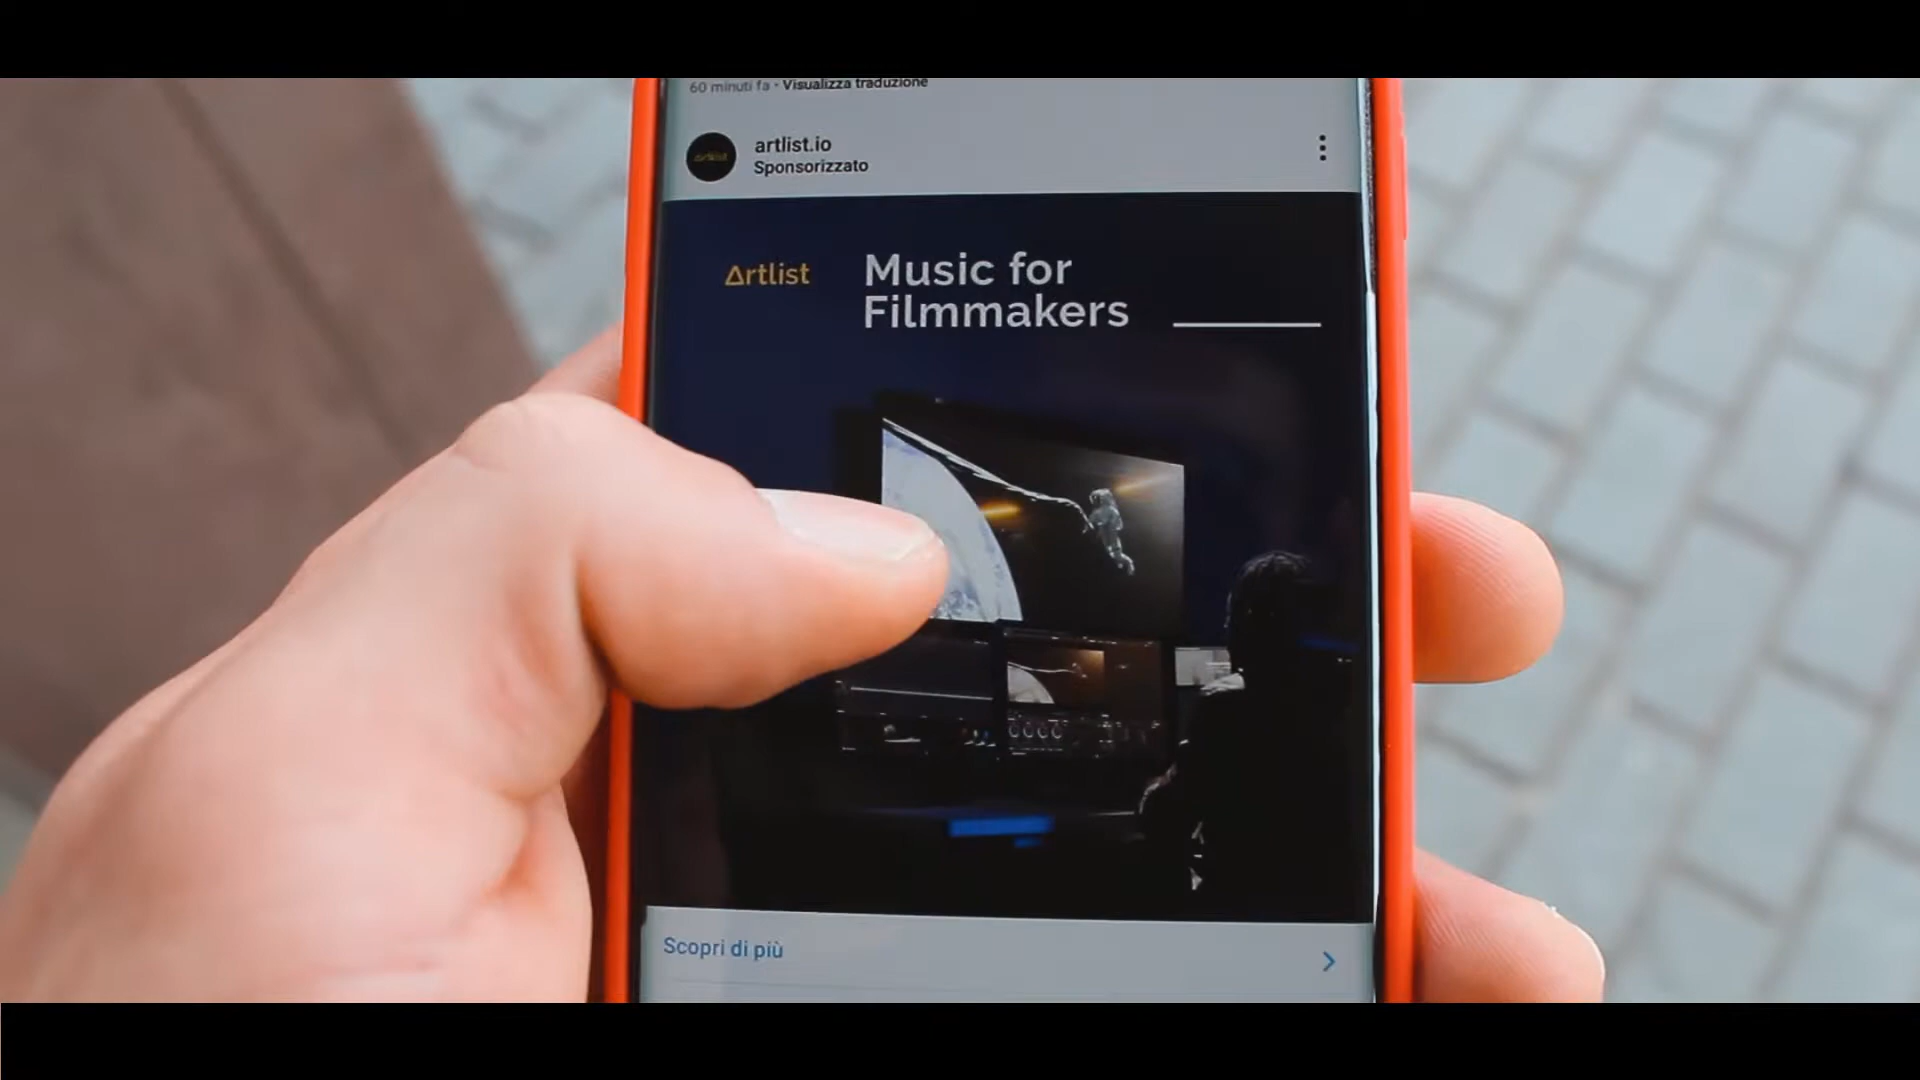 60 minuti fa • Visualizza traduzione
artlist.io
Sponsorizzato
Artlist
Music for
Filmmakers
Scopri di più